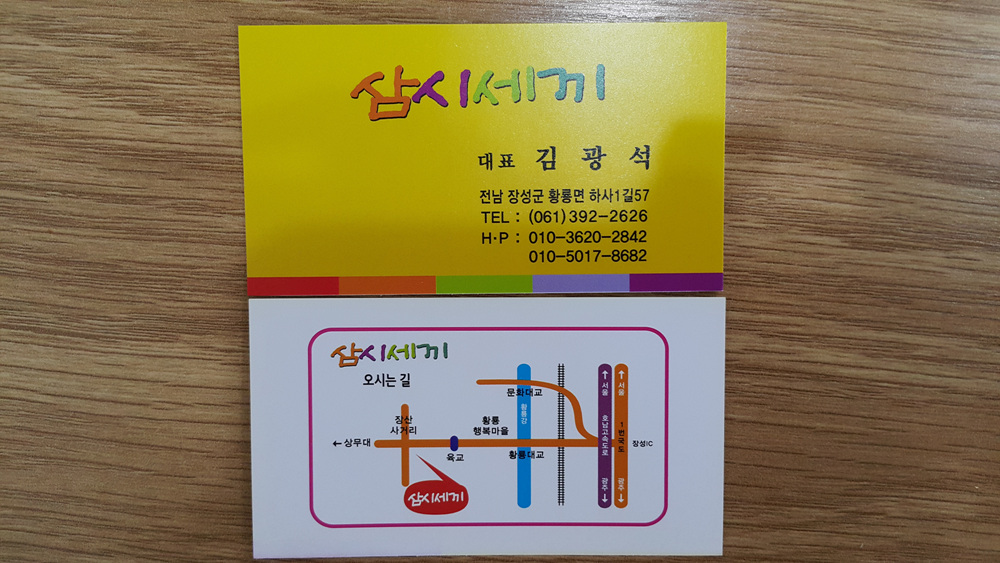 삼시세끼
대표 김 광 석
전남 장성군 황룡면 하사1길57
TEL : (061) 392-2626
H·P : 010-3620-2842
010-5017-8682
삼시세끼
오시는 길
문화대교
황룡강
↑ 서울 호남고속도로 광주 ↓
↑ 서울 1번국도 광주 ↓
장산
사거리
황룡
행복마을
← 상무대
육교
황룡대교
장성IC
삼시세끼